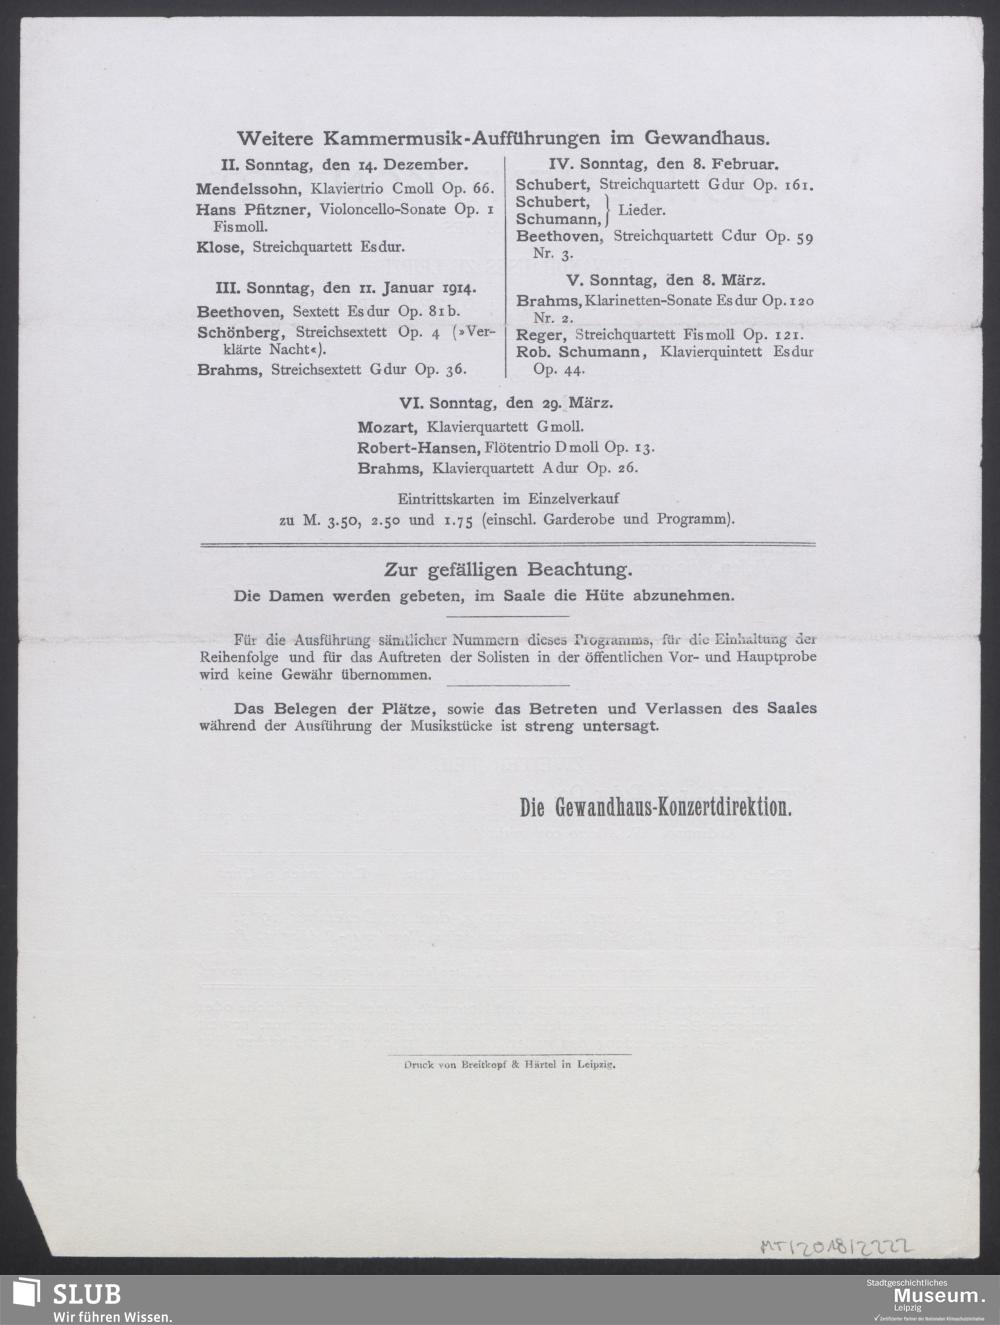 Weitere Kammermusik-Aufführungen im Gewandhaus.
II. Sonntag, den 14. Dezember.
Mendelssohn, Klaviertrio Cmoll Op. 66.
Hans Pfitzner, Violoncello-Sonate Op. 1
Fismoll.
Klose, Streichquartett Esdur.
III. Sonntag, den 11. Januar 1914.
Beethoven, Sextett Esdur Op. 81b.
Schönberg, Streichsextett Op. 4 (»Ver-
klärte Nacht«).
Brahms, Streichsextett Gdur Op. 36.
IV. Sonntag, den 8. Februar.
Schubert, Streichquartett Gdur Op. 161.
Schubert,
Schumann, } Lieder.
Beethoven, Streichquartett Cdur Op. 59
Nr. 3.
V. Sonntag, den 8. März.
Brahms, Klarinetten-Sonate Esdur Op. 120
Nr. 2.
Reger, Streichquartett Fismoll Op. 121.
Rob. Schumann, Klavierquintett Esdur
Op. 44.
VI. Sonntag, den 29. März.
Mozart, Klavierquartett Gmoll.
Robert-Hansen, Flötentrio Dmoll Op. 13.
Brahms, Klavierquartett Adur Op. 26.
Eintrittskarten im Einzelverkauf
zu M. 3.50, 2.50 und 1.75 (einschl. Garderobe und Programm).
Zur gefälligen Beachtung.
Die Damen werden gebeten, im Saale die Hüte abzunehmen.
Für die Ausführung sämtlicher Nummern dieses Programms, für die Einhaltung der
Reihenfolge und für das Auftreten der Solisten in der öffentlichen Vor- und Hauptprobe
wird keine Gewähr übernommen.
Das Belegen der Plätze, sowie das Betreten und Verlassen des Saales
während der Ausführung der Musikstücke ist streng untersagt.
Die Gewandhaus-Konzertdirektion.
Druck von Breitkopf & Härtel in Leipzig.
MT/2018/2222
SLUB
Wir führen Wissen.
Stadtgeschichtliches
Museum.
Leipzig
Zertifizierter Partner der Nationalen Klimaschutzinitiative